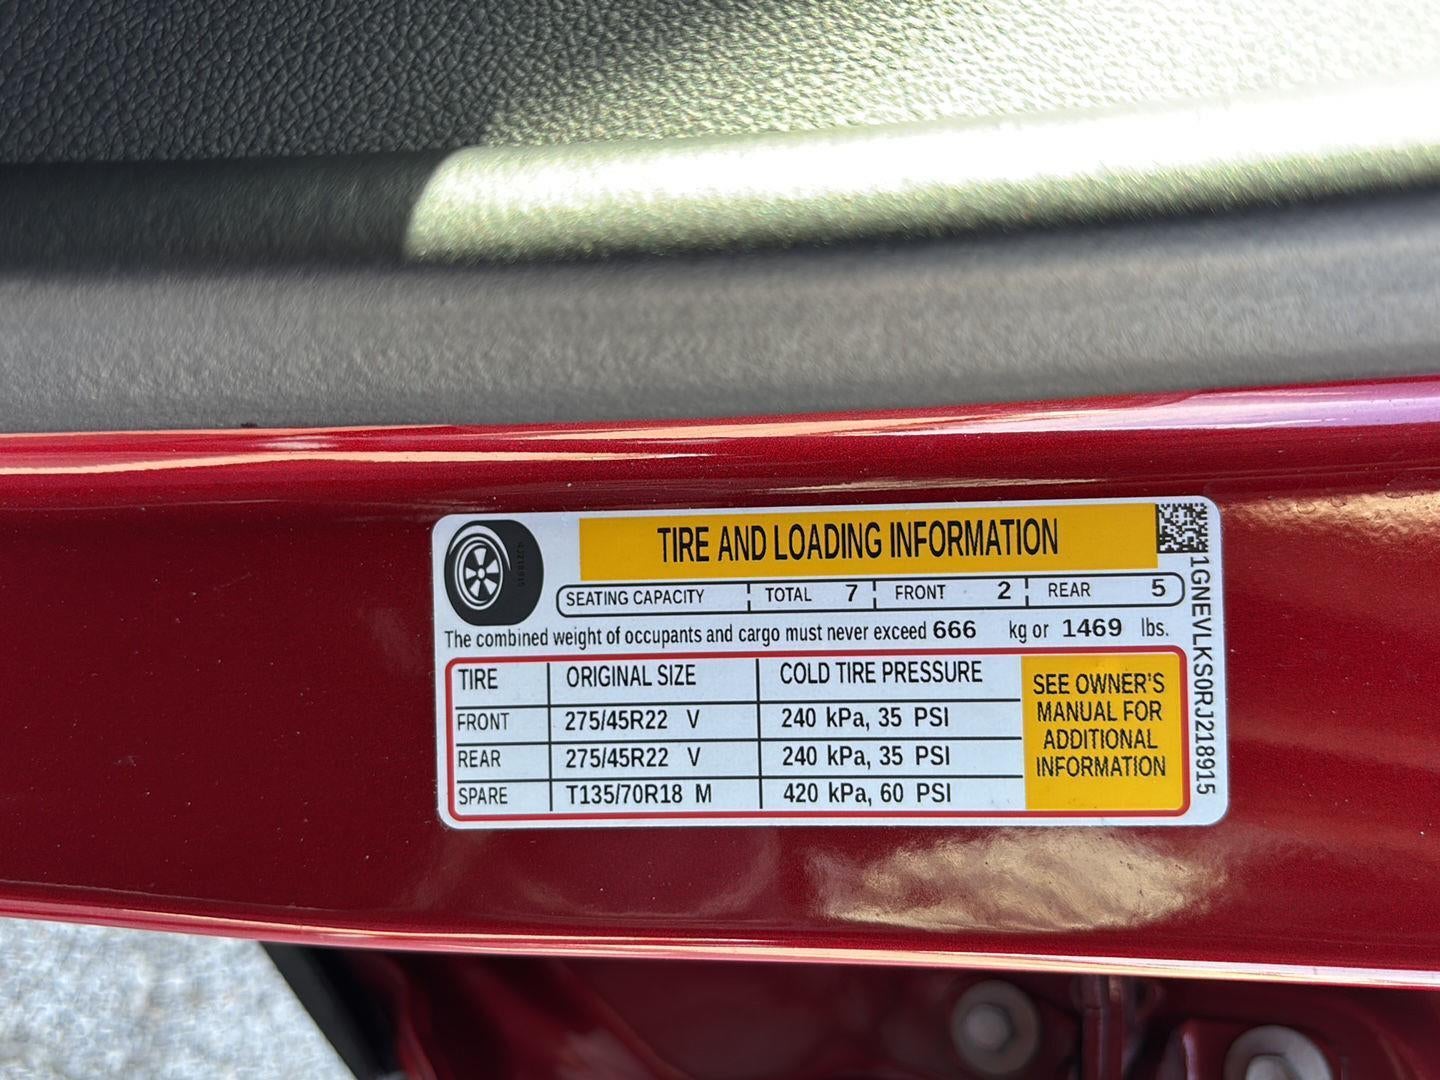 TIRE AND LOADING INFORMATION
SEATING CAPACITY TOTAL 7 FRONT 2 REAR 5
The combined weight of occupants and cargo must never exceed 666 kg or 1469 lbs.
TIRE ORIGINAL SIZE COLD TIRE PRESSURE
FRONT 275/45R22 V 240 kPa, 35 PSI
REAR 275/45R22 V 240 kPa, 35 PSI
SPARE T135/70R18 M 420 kPa, 60 PSI
SEE OWNER'S
MANUAL FOR
ADDITIONAL
INFORMATION
1GNEVLKS0RJ218915